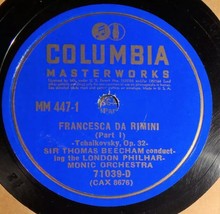 COLUMBIA
MASTERWORKS
MM 447-1
FRANCESCA DA RIMINI
(Part 1)
-Tchaikovsky, Op. 32-
SIR THOMAS BEECHAM conduct-
ing the LONDON PHILHAR-
MONIC ORCHESTRA
71039-D
(CAX 8676)